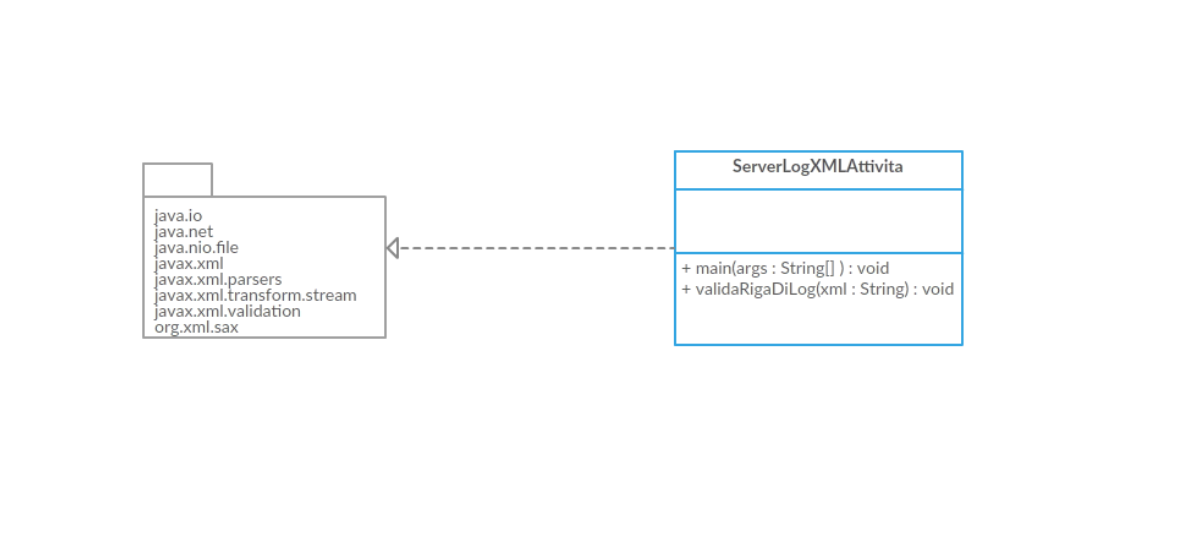 java.io
java.net
java.nio.file
javax.xml
javax.xml.parsers
javax.xml.transform.stream
javax.xml.validation
org.xml.sax
ServerLogXMLAttivita
+ main(args : String[] ) : void
+ validaRigaDiLog(xml : String) : void